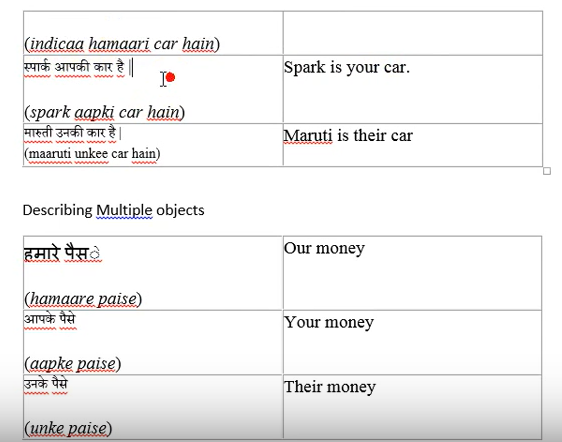 (indicaa hamaari car hain)
स्पार्क आपकी कार है |
Spark is your car.
(spark aapki car hain)
मारुती उनकी कार है |
Maruti is their car
(maaruti unkee car hain)
Describing Multiple objects
हमारे पैसे
Our money
(hamaare paise)
आपके पैसे
Your money
(aapke paise)
उनके पैसे
Their money
(unke paise)